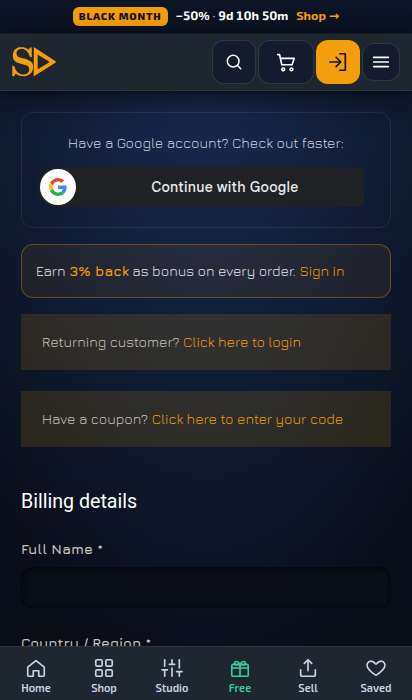 BLACK MONTH −50% · 9d 10h 50m Shop →
S
Have a Google account? Check out faster:
Continue with Google
Earn 3% back as bonus on every order. Sign in
Returning customer? Click here to login
Have a coupon? Click here to enter your code
Billing details
Full Name *
Country / Region *
Home Shop Studio Free Sell Saved